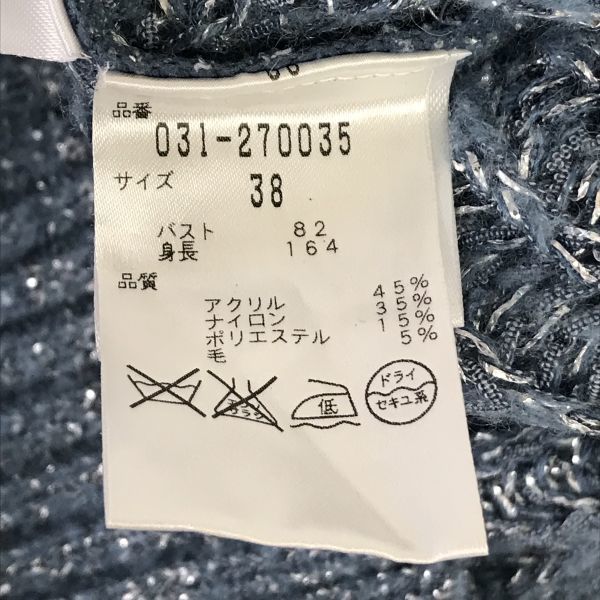 品番
031-270035
サイズ 38
バスト 82
身長 164
品質
アクリル 45%
ナイロン 35%
ポリエステル 15%
毛 5%
低
ドライ
セキユ系